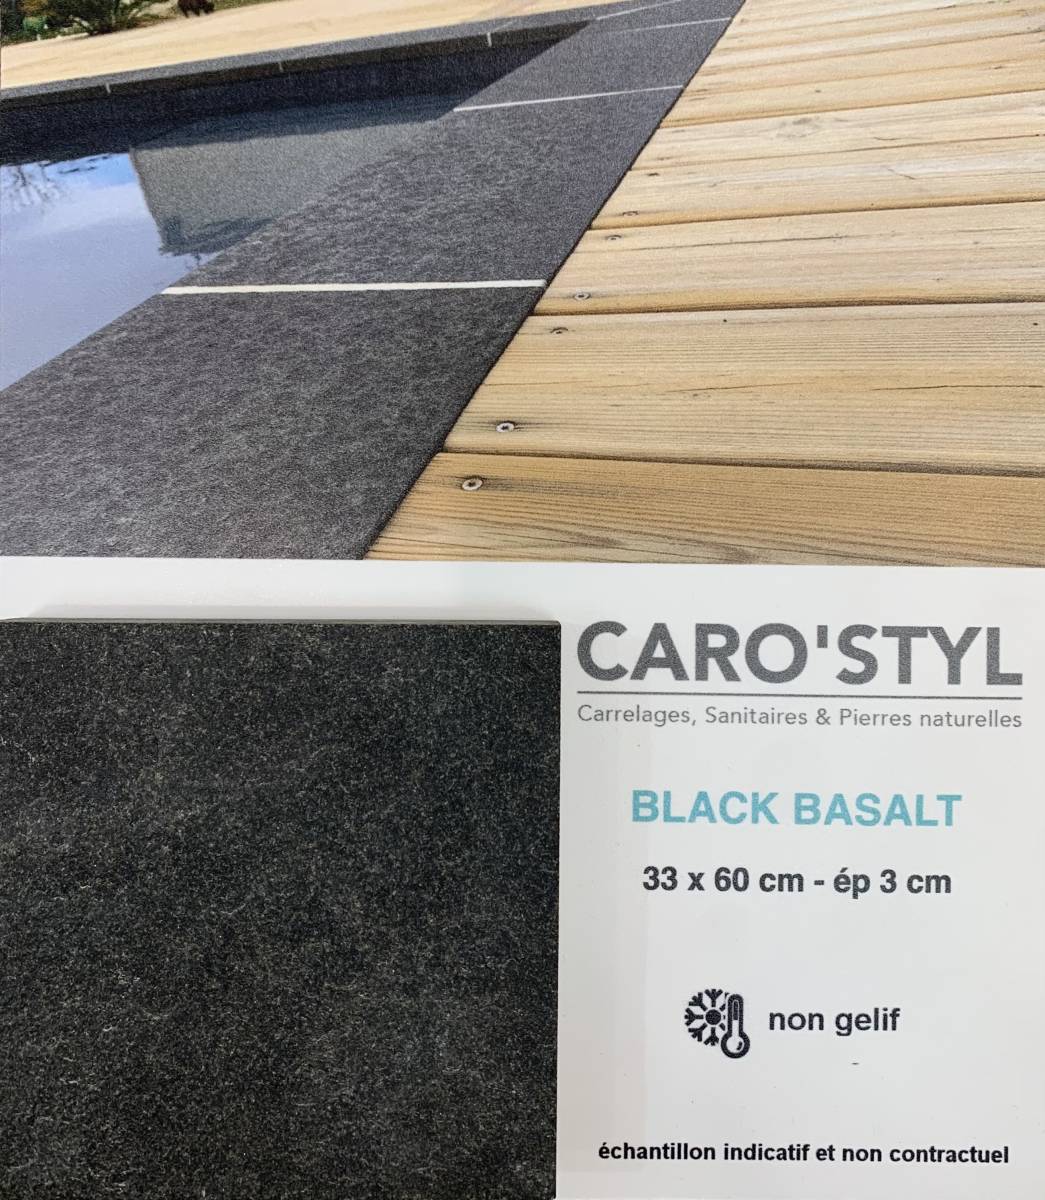 CARO'STYL
Carrelages, Sanitaires & Pierres naturelles
BLACK BASALT
33 x 60 cm - ép 3 cm
non gelif
échantillon indicatif et non contractuel